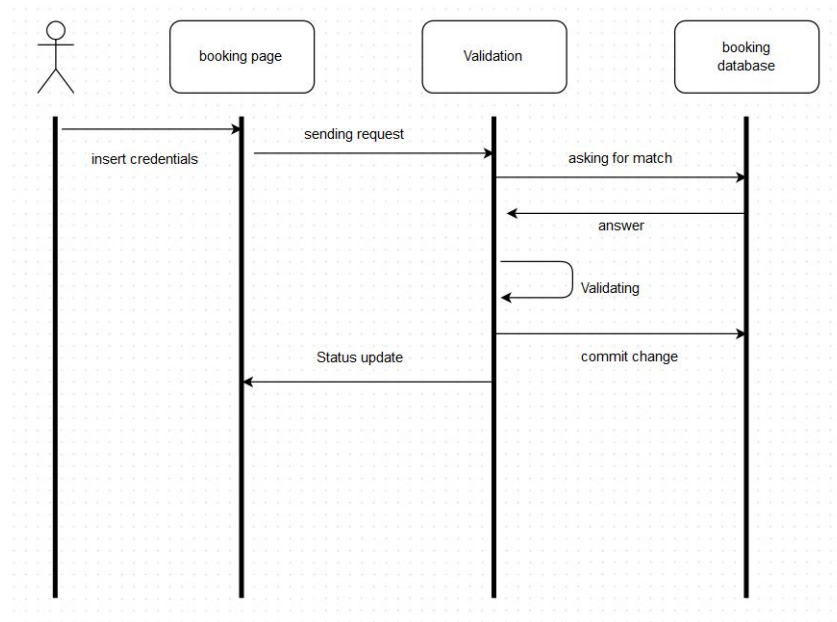 booking page
Validation
booking
database
sending request
insert credentials
asking for match
answer
Validating
Status update
commit change